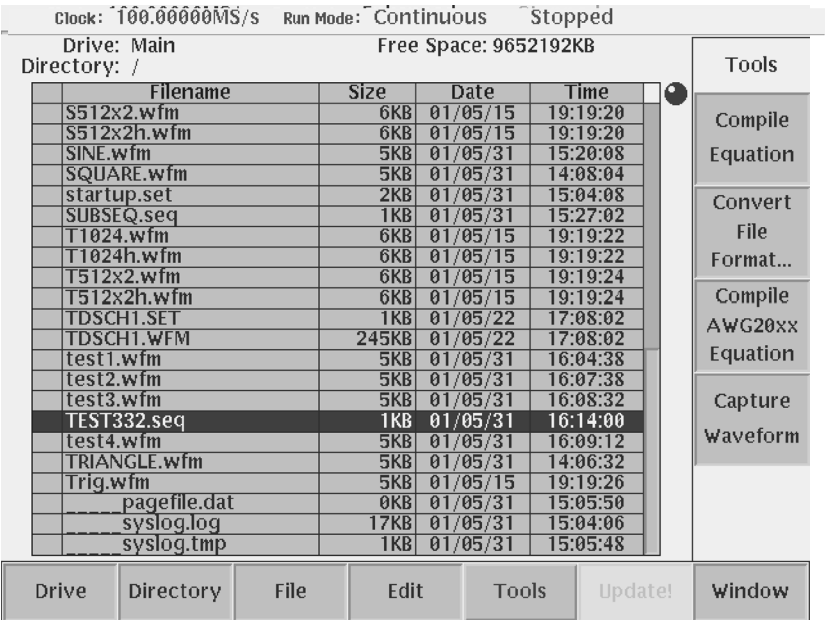 Clock: 100.00000MS/s Run Mode: Continuous Stopped
Drive: Main Free Space: 9652192KB
Directory: /
Filename Size Date Time
S512x2.wfm 6KB 01/05/15 19:19:20
S512x2h.wfm 6KB 01/05/15 19:19:20
SINE.wfm 5KB 01/05/31 15:20:08
SQUARE.wfm 5KB 01/05/31 14:08:04
startup.set 2KB 01/05/31 15:04:08
SUBSEQ.seq 1KB 01/05/31 15:27:02
T1024.wfm 6KB 01/05/15 19:19:22
T1024h.wfm 6KB 01/05/15 19:19:22
T512x2.wfm 6KB 01/05/15 19:19:24
T512x2h.wfm 6KB 01/05/15 19:19:24
TDSCH1.SET 1KB 01/05/22 17:08:02
TDSCH1.WFM 245KB 01/05/22 17:08:02
test1.wfm 5KB 01/05/31 16:04:38
test2.wfm 5KB 01/05/31 16:07:38
test3.wfm 5KB 01/05/31 16:08:32
TEST332.seq 1KB 01/05/31 16:14:00
test4.wfm 5KB 01/05/31 16:09:12
TRIANGLE.wfm 5KB 01/05/31 14:06:32
Trig.wfm 5KB 01/05/15 19:19:26
_____pagefile.dat 0KB 01/05/31 15:05:50
_____syslog.log 17KB 01/05/31 15:04:06
_____syslog.tmp 1KB 01/05/31 15:05:48
Tools
Compile
Equation
Convert
File
Format...
Compile
AWG20xx
Equation
Capture
Waveform
Drive Directory File Edit Tools Update! Window